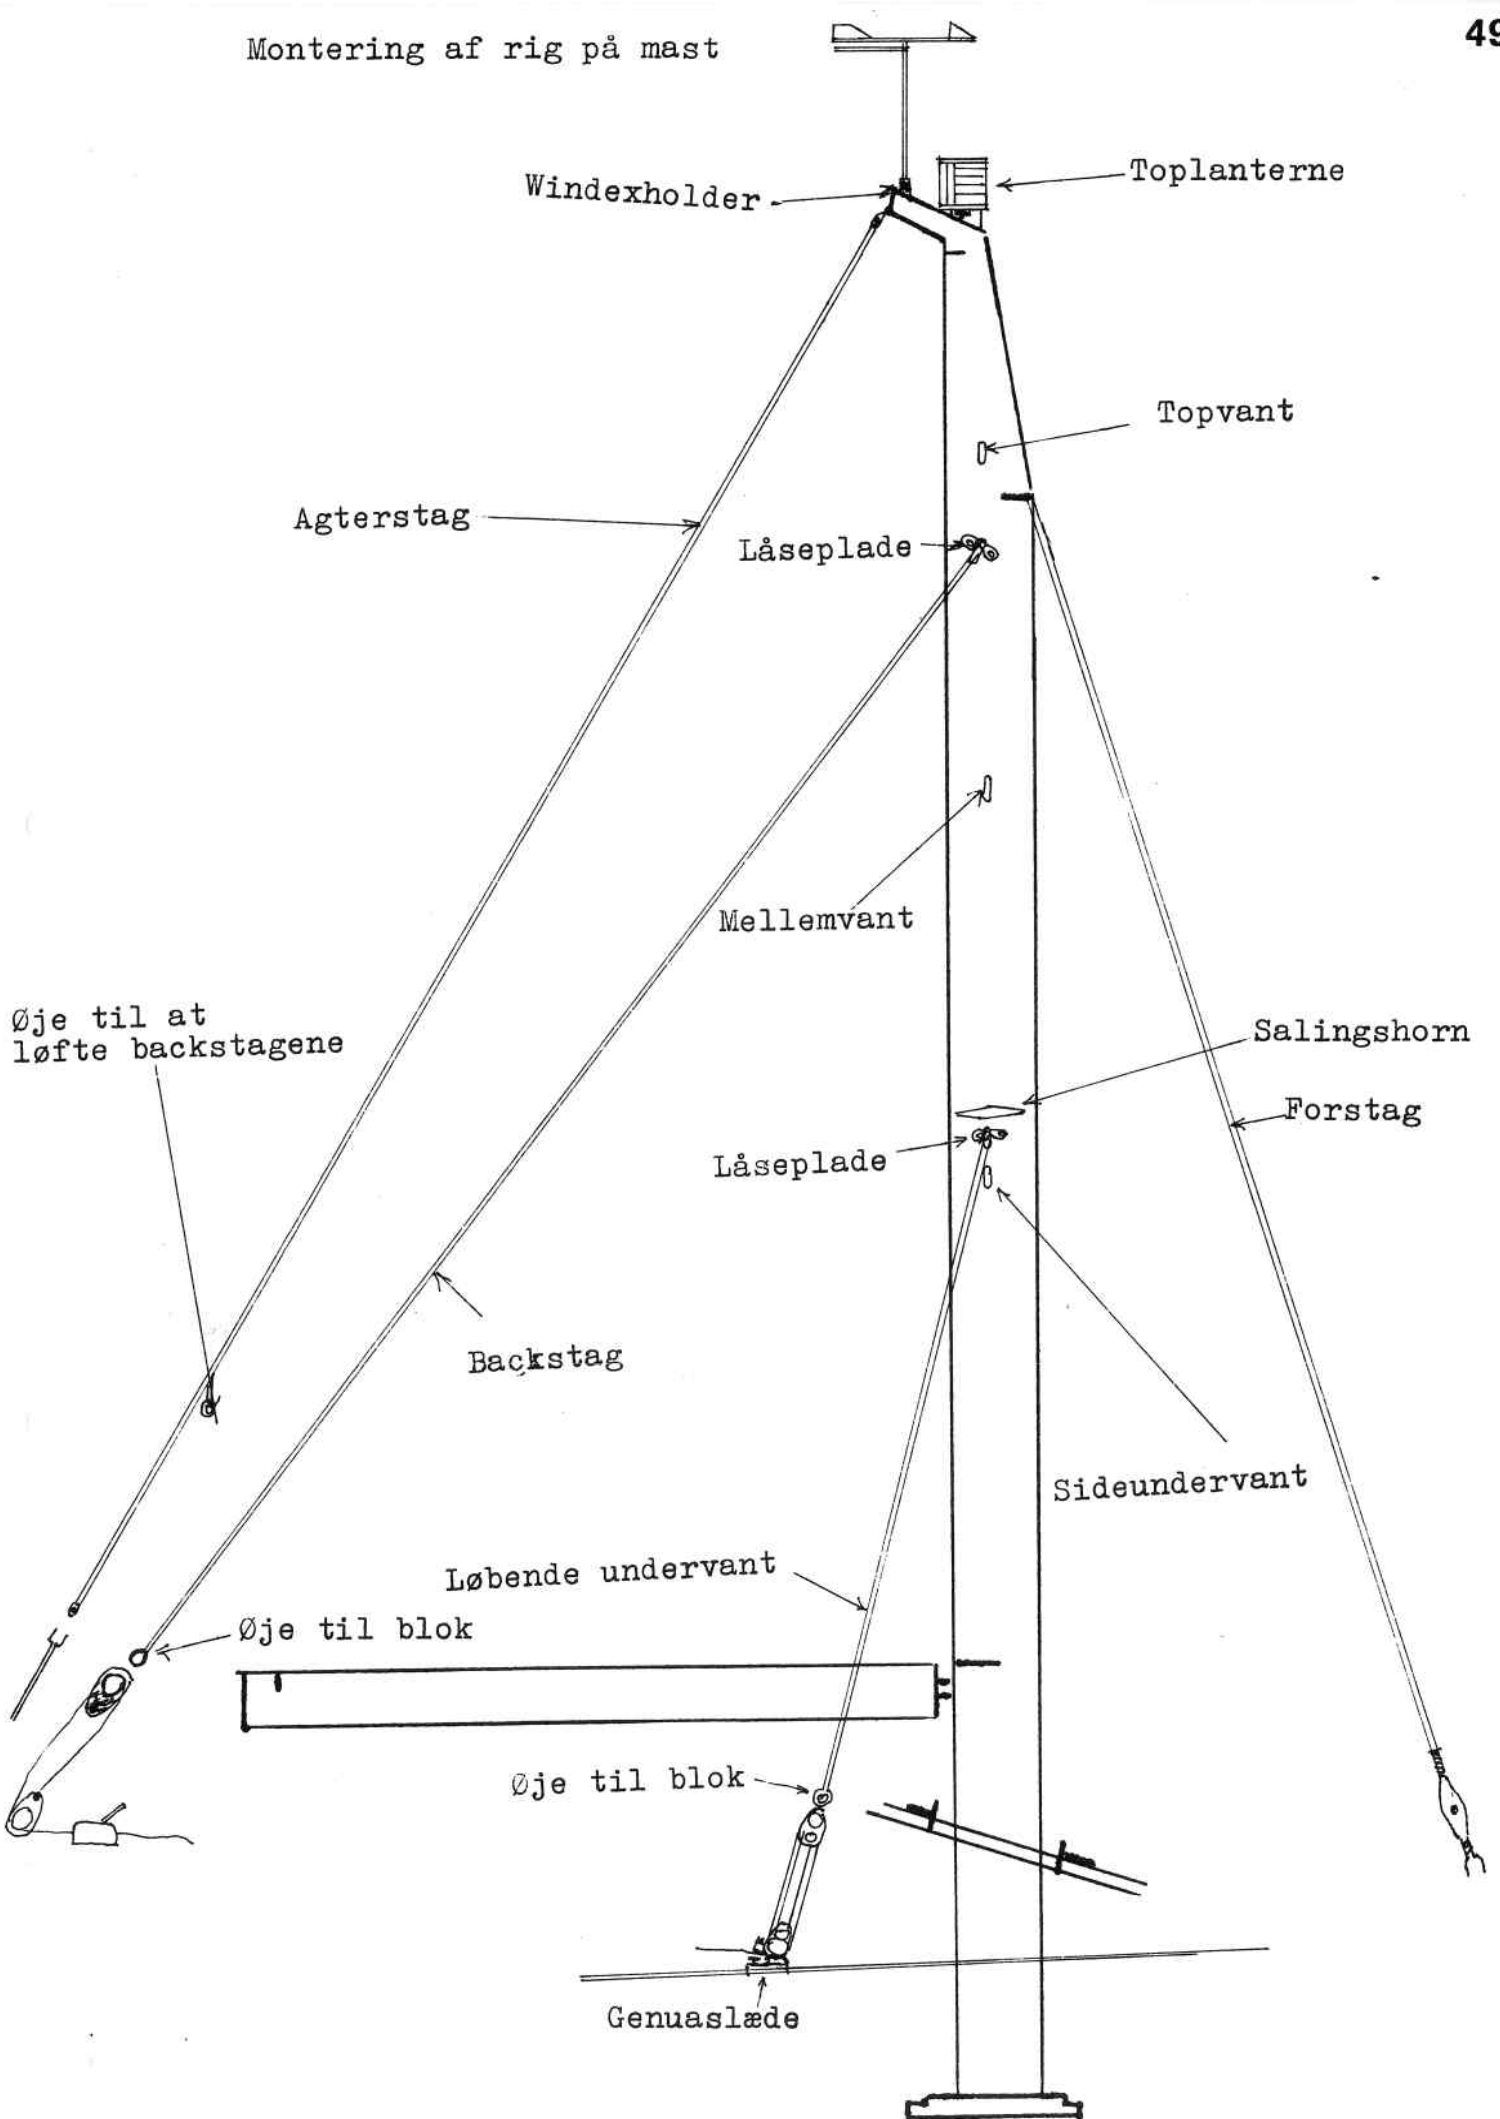 Montering af rig på mast
49
Windexholder
Toplanterne
Topvant
Agterstag
Låseplade
Mellemvant
Øje til at
løfte backstagene
Salingshorn
Forstag
Låseplade
Backstag
Sideundervant
Løbende undervant
Øje til blok
Øje til blok
Genuaslæde